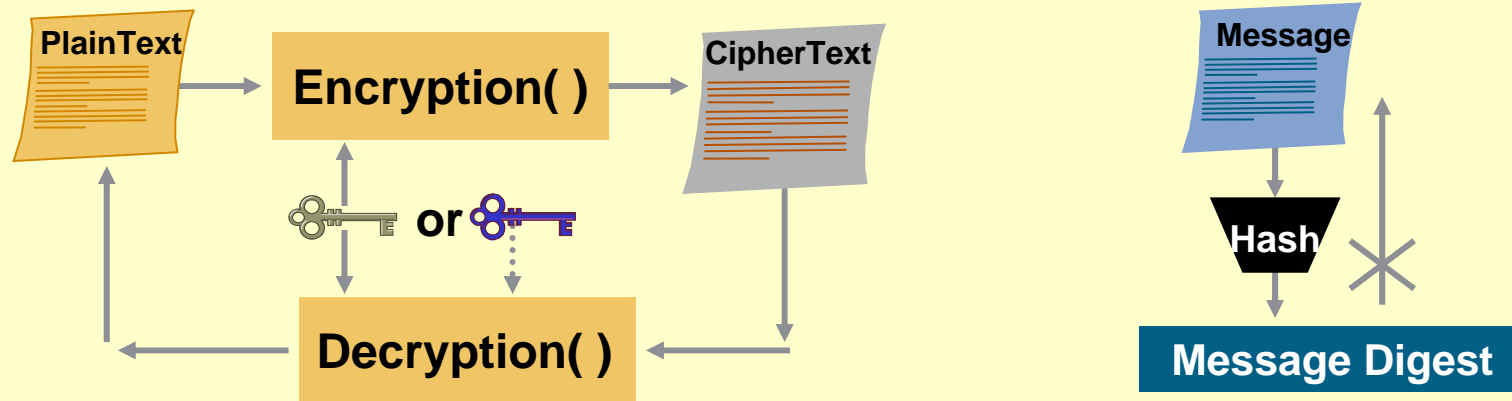 PlainText
Encryption( )
CipherText
or
Decryption( )
Message
Hash
Message Digest